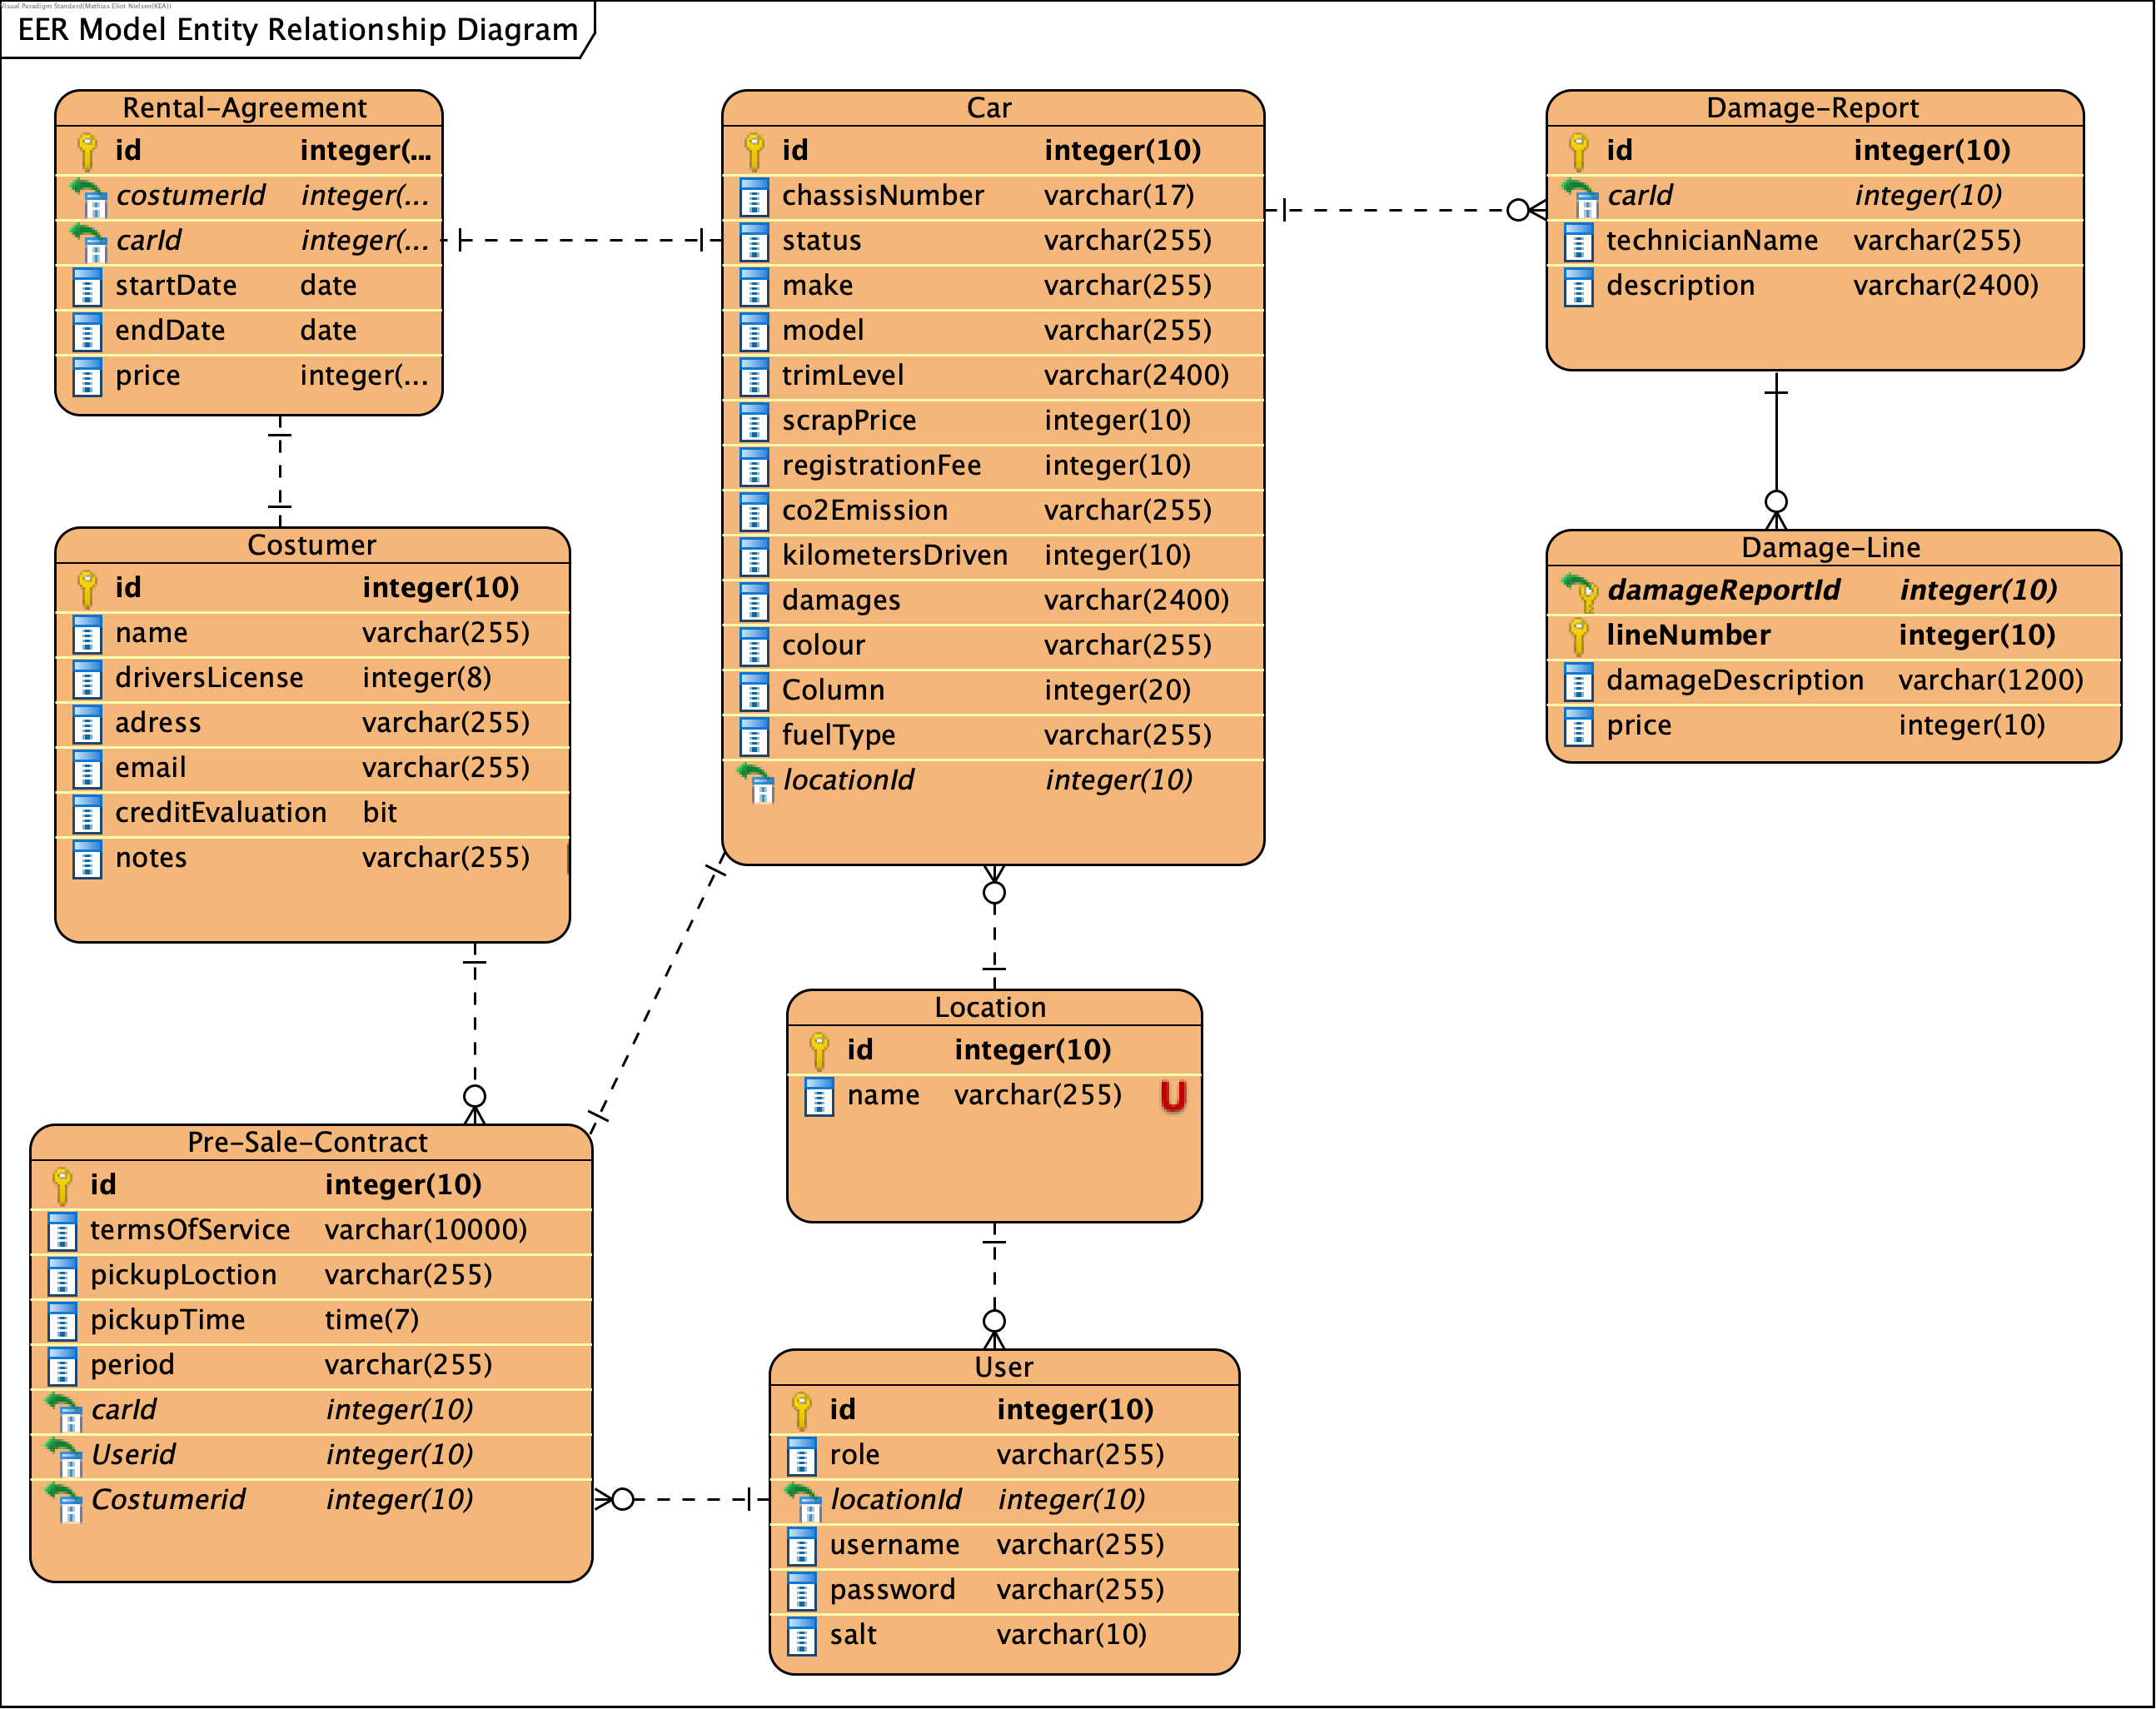 Visual Paradigm Standard(Mathias Eliot Nielsen(KEA))
EER Model Entity Relationship Diagram
Rental-Agreement
id integer(...
costumerId integer(...
carId integer(...
startDate date
endDate date
price integer(...
Car
id integer(10)
chassisNumber varchar(17)
status varchar(255)
make varchar(255)
model varchar(255)
trimLevel varchar(2400)
scrapPrice integer(10)
registrationFee integer(10)
co2Emission varchar(255)
kilometersDriven integer(10)
damages varchar(2400)
colour varchar(255)
Column integer(20)
fuelType varchar(255)
locationId integer(10)
Damage-Report
id integer(10)
carId integer(10)
technicianName varchar(255)
description varchar(2400)
Costumer
id integer(10)
name varchar(255)
driversLicense integer(8)
adress varchar(255)
email varchar(255)
creditEvaluation bit
notes varchar(255)
Damage-Line
damageReportId integer(10)
lineNumber integer(10)
damageDescription varchar(1200)
price integer(10)
Location
id integer(10)
name varchar(255) U
Pre-Sale-Contract
id integer(10)
termsOfService varchar(10000)
pickupLoction varchar(255)
pickupTime time(7)
period varchar(255)
carId integer(10)
Userid integer(10)
Costumerid integer(10)
User
id integer(10)
role varchar(255)
locationId integer(10)
username varchar(255)
password varchar(255)
salt varchar(10)